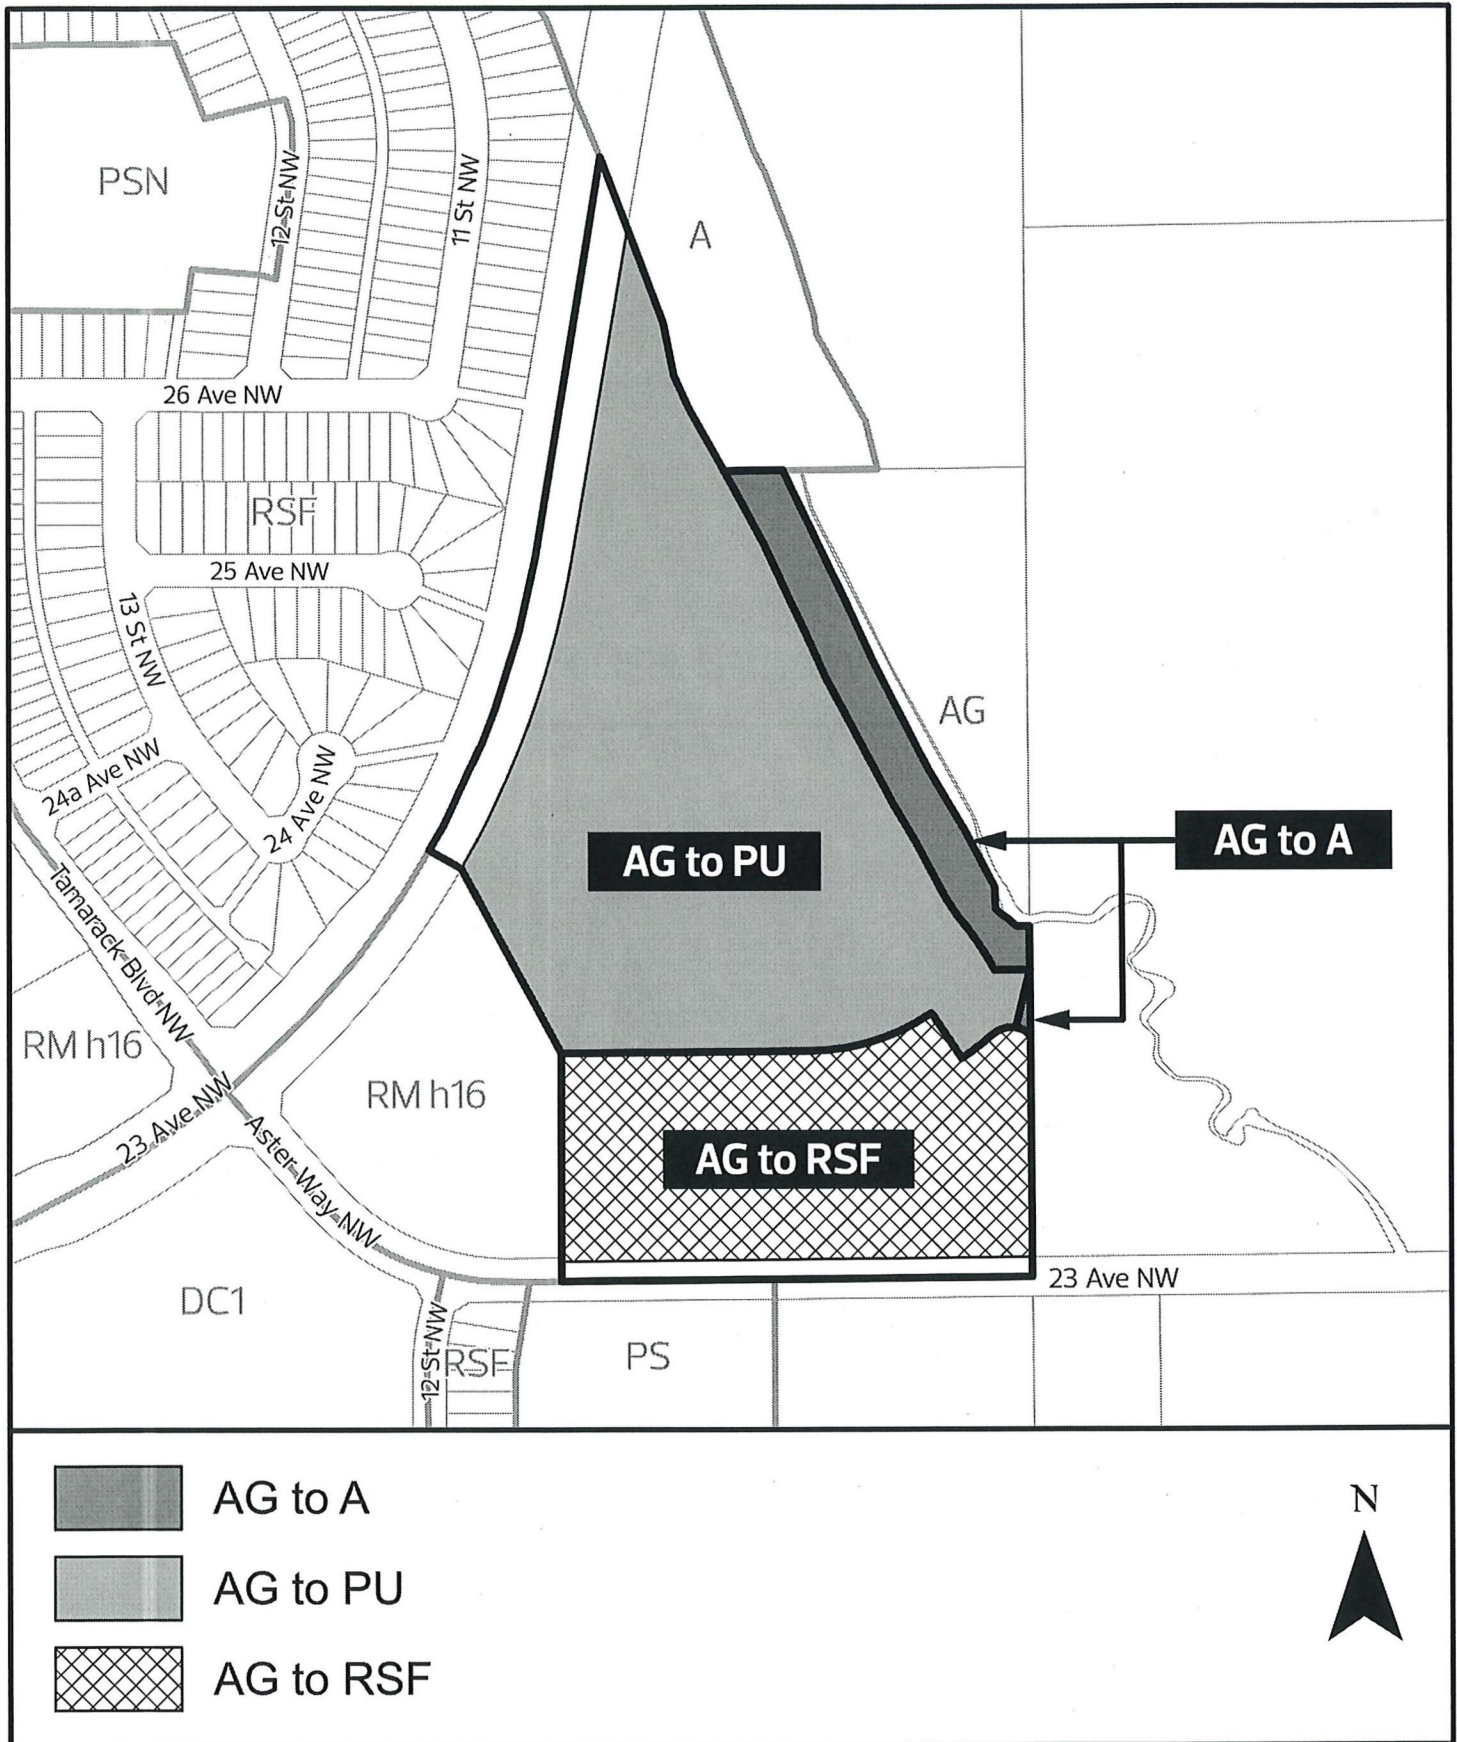 PSN
12 St NW
11 St NW
A
26 Ave NW
RSF
25 Ave NW
13 St NW
AG
24a Ave NW
24 Ave NW
AG to PU
AG to A
Tamarack Blvd NW
RM h16
RM h16
23 Ave NW
Aster Way NW
AG to RSF
23 Ave NW
DC1
12 St NW
RSF
PS
AG to A
N
AG to PU
AG to RSF